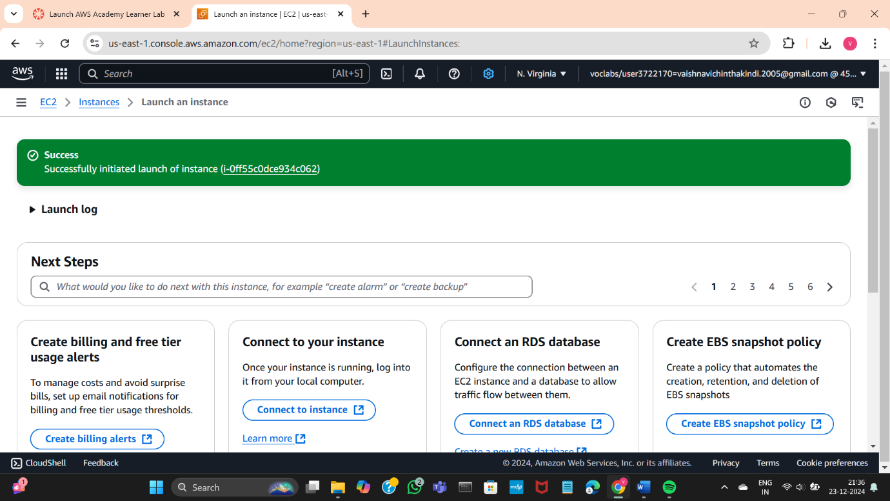 Launch AWS Academy Learner Lab
Launch an instance | EC2 | us-east-
us-east-1.console.aws.amazon.com/ec2/home?region=us-east-1#LaunchInstances:
V
aws
Search
[Alt+S]
N. Virginia
voclabs/user3722170=vaishnavichinthakindi.2005@gmail.com @ 45...
EC2
Instances
Launch an instance
Success
Successfully initiated launch of instance (i-0ff55c0dce934c062)
Launch log
Next Steps
What would you like to do next with this instance, for example "create alarm" or "create backup"
1 2 3 4 5 6
Create billing and free tier
usage alerts
To manage costs and avoid surprise
bills, set up email notifications for
billing and free tier usage thresholds.
Create billing alerts
Connect to your instance
Once your instance is running, log into
it from your local computer.
Connect to instance
Learn more
Connect an RDS database
Configure the connection between an
EC2 instance and a database to allow
traffic flow between them.
Connect an RDS database
Create a new RDS database
Create EBS snapshot policy
Create a policy that automates the
creation, retention, and deletion of
EBS snapshots
Create EBS snapshot policy
CloudShell
Feedback
© 2024, Amazon Web Services, Inc. or its affiliates.
Privacy
Terms
Cookie preferences
Search
ENG
IN
21:36
23-12-2024